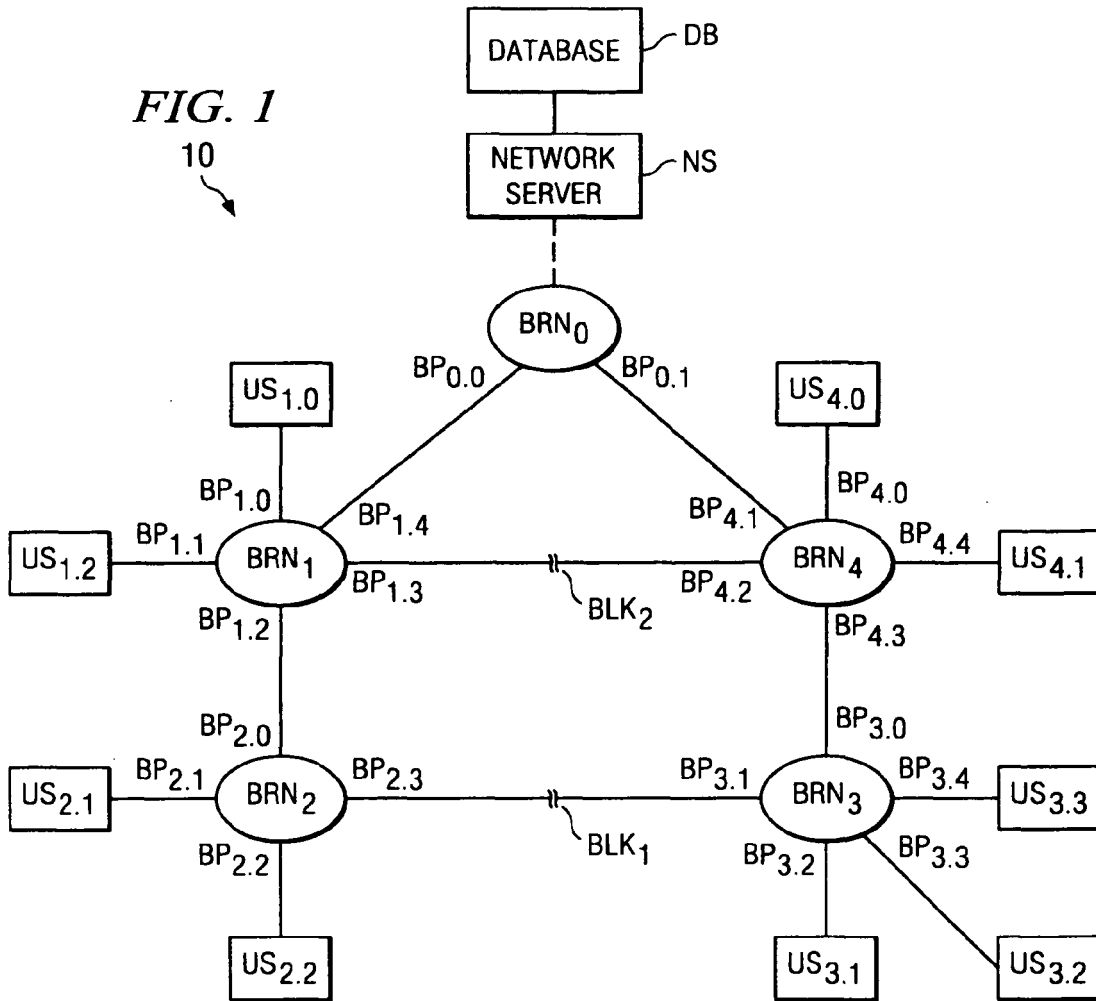 DATABASE
DB
FIG. 1
10
NETWORK
SERVER
NS
BRN0
BP0.0
BP0.1
US1.0
US4.0
BP1.0
BP1.4
BP4.1
BP4.0
US1.2
BP1.1
BRN1
BP1.3
BLK2
BP4.2
BRN4
BP4.4
US4.1
BP1.2
BP4.3
BP2.0
BP3.0
US2.1
BP2.1
BRN2
BP2.3
BLK1
BP3.1
BRN3
BP3.4
US3.3
BP2.2
BP3.2
BP3.3
US2.2
US3.1
US3.2